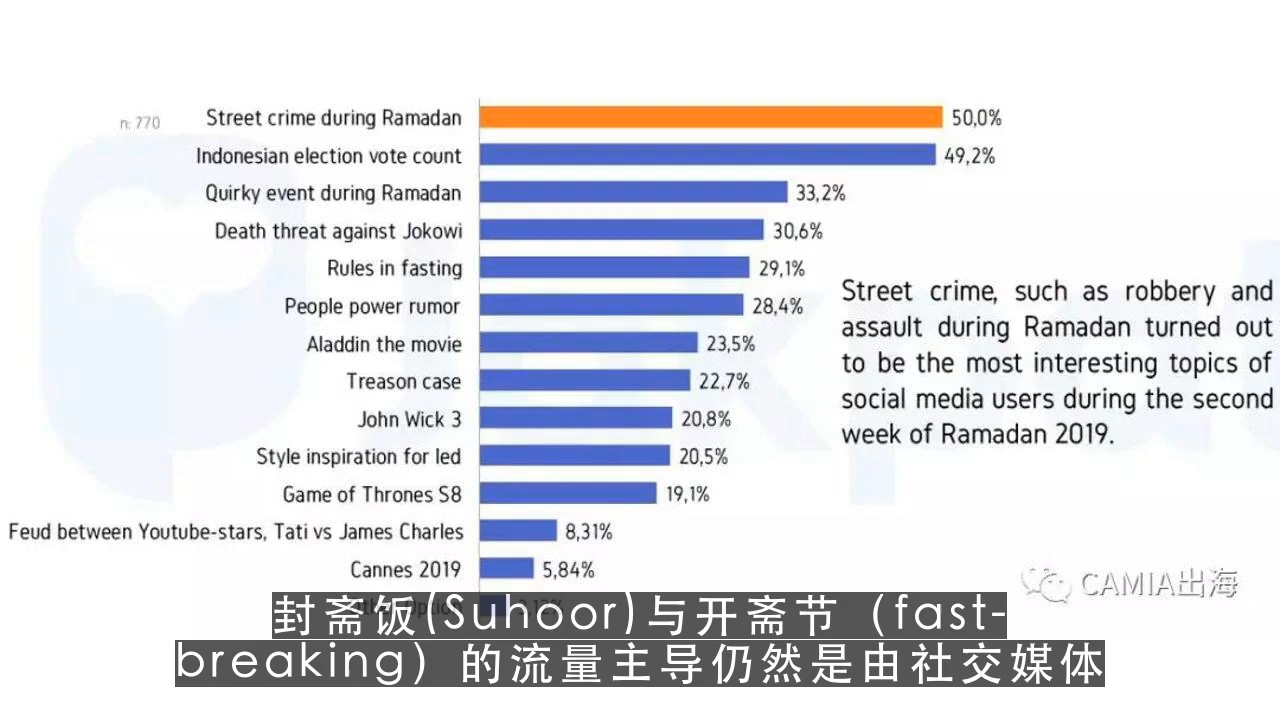 n: 770
Street crime during Ramadan 50,0%
Indonesian election vote count 49,2%
Quirky event during Ramadan 33,2%
Death threat against Jokowi 30,6%
Rules in fasting 29,1%
People power rumor 28,4%
Aladdin the movie 23,5%
Treason case 22,7%
John Wick 3 20,8%
Style inspiration for led 20,5%
Game of Thrones S8 19,1%
Feud between Youtube-stars, Tati vs James Charles 8,31%
Cannes 2019 5,84%
Street crime, such as robbery and
assault during Ramadan turned out
to be the most interesting topics of
social media users during the second
week of Ramadan 2019.
CAMIA出海
封斋饭(Suhoor)与开斋节（fast-
breaking）的流量主导仍然是由社交媒体